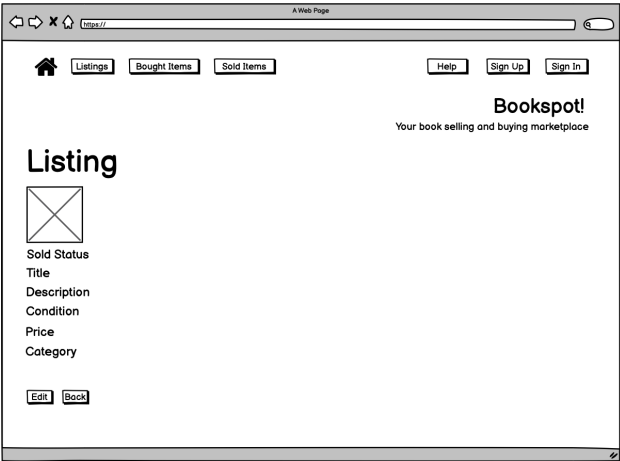 A Web Page
https://
Listings Bought Items Sold Items Help Sign Up Sign In
Bookspot!
Your book selling and buying marketplace
Listing
Sold Status
Title
Description
Condition
Price
Category
Edit Back